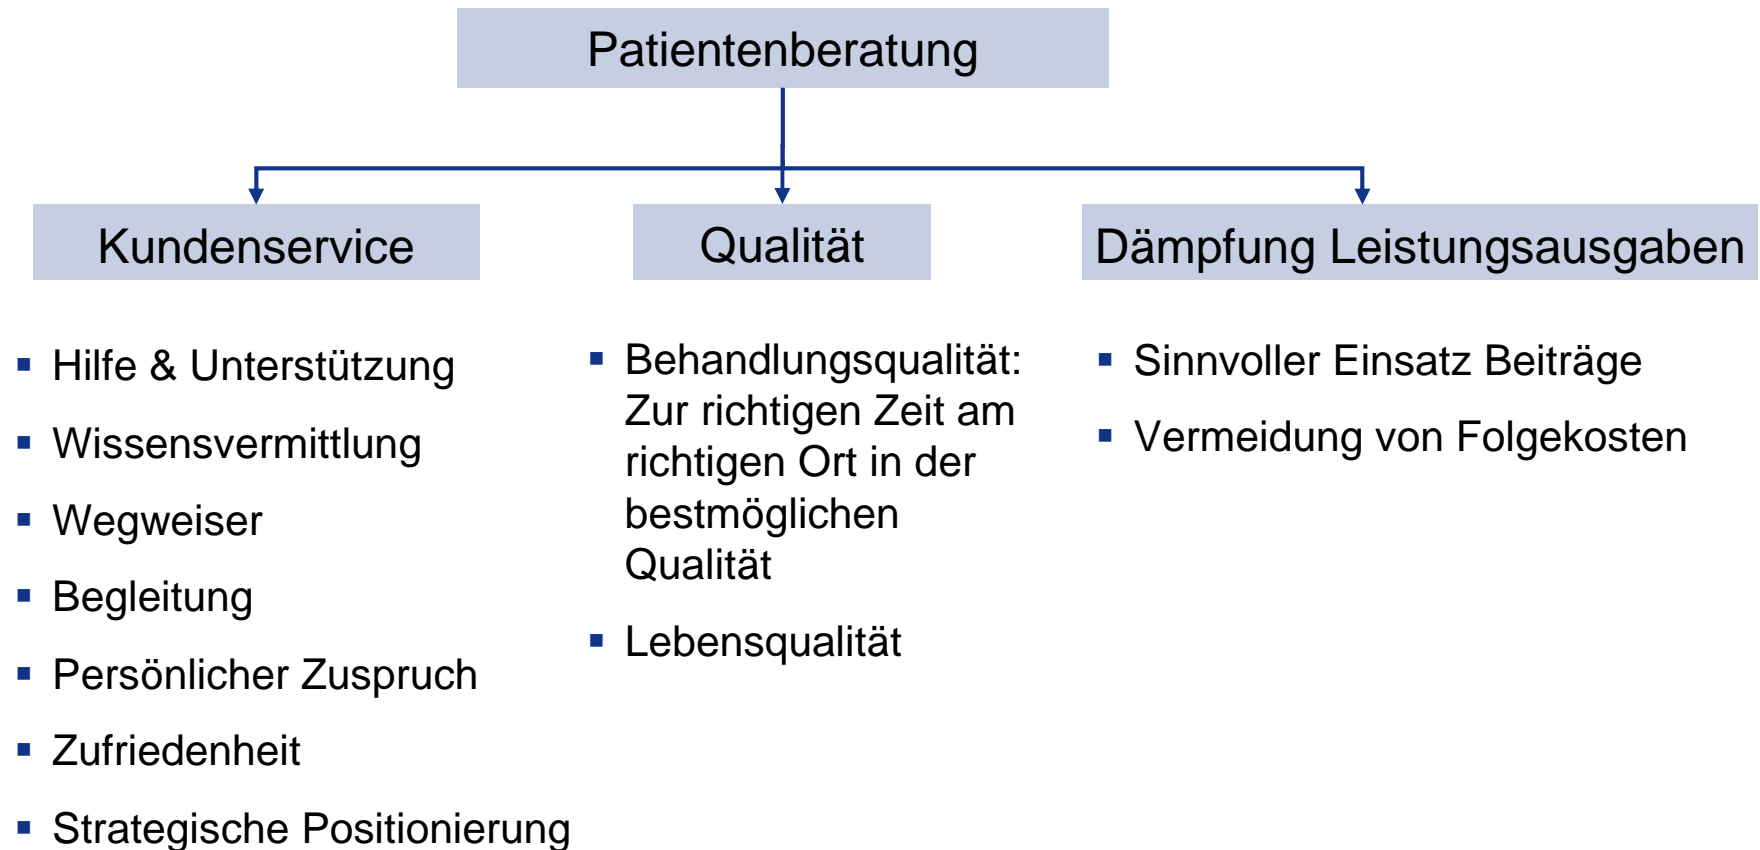 Patientenberatung
Kundenservice
Qualität
Dämpfung Leistungsausgaben
▪ Hilfe & Unterstützung
▪ Wissensvermittlung
▪ Wegweiser
▪ Begleitung
▪ Persönlicher Zuspruch
▪ Zufriedenheit
▪ Strategische Positionierung
▪ Behandlungsqualität:
Zur richtigen Zeit am
richtigen Ort in der
bestmöglichen
Qualität
▪ Lebensqualität
▪ Sinnvoller Einsatz Beiträge
▪ Vermeidung von Folgekosten